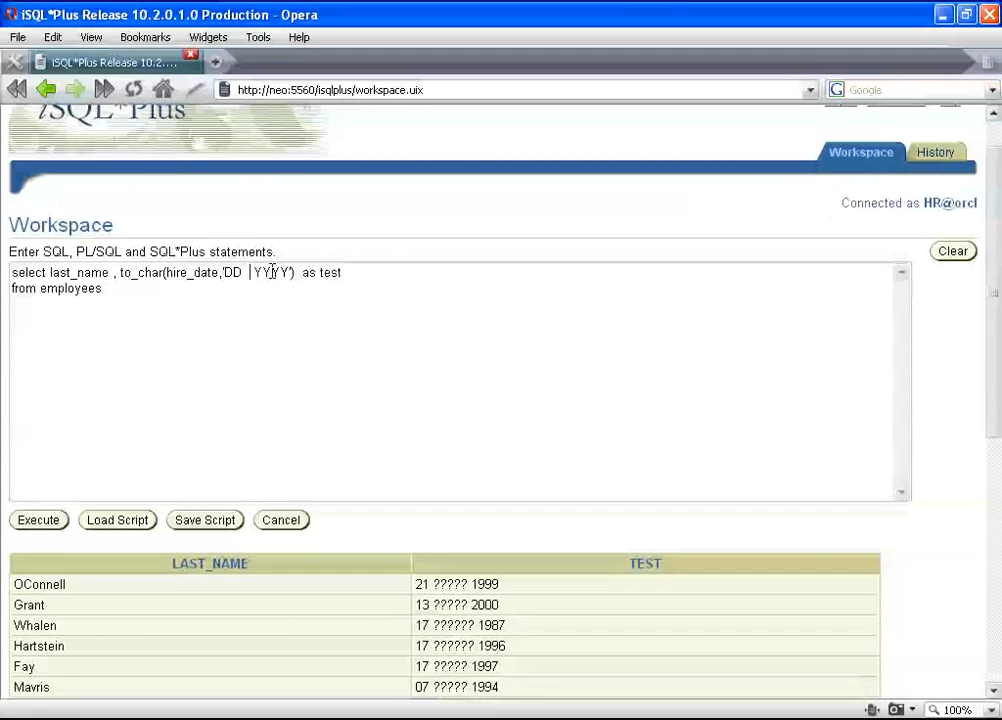 iSQL*Plus Release 10.2.0.1.0 Production - Opera
File Edit View Bookmarks Widgets Tools Help
iSQL*Plus Release 10.2....
http://neo:5560/isqlplus/workspace.uix
Google
iSQL*Plus
Workspace History
Connected as HR@orcl
Workspace
Enter SQL, PL/SQL and SQL*Plus statements.
Clear
select last_name , to_char(hire_date,'DD  YYYY')  as test
from employees
Execute Load Script Save Script Cancel
LAST_NAME TEST
OConnell 21 ????? 1999
Grant 13 ????? 2000
Whalen 17 ?????? 1987
Hartstein 17 ?????? 1996
Fay 17 ????? 1997
Mavris 07 ????? 1994
100%